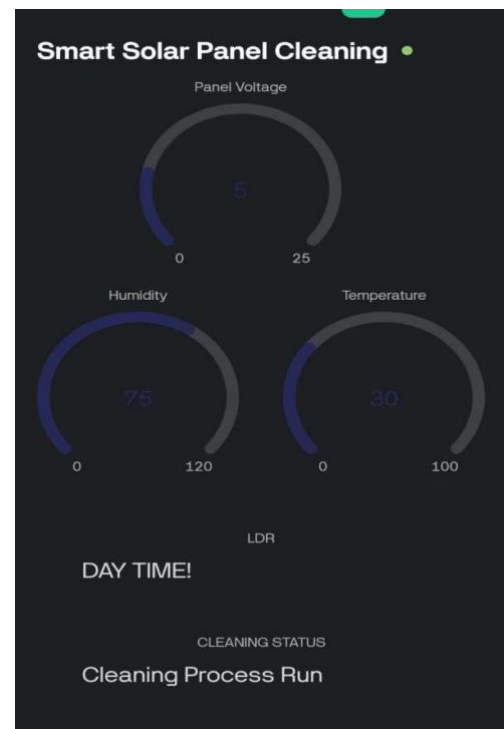 Smart Solar Panel Cleaning
Panel Voltage
5
0 25
Humidity Temperature
75 30
0 120 0 100
LDR
DAY TIME!
CLEANING STATUS
Cleaning Process Run